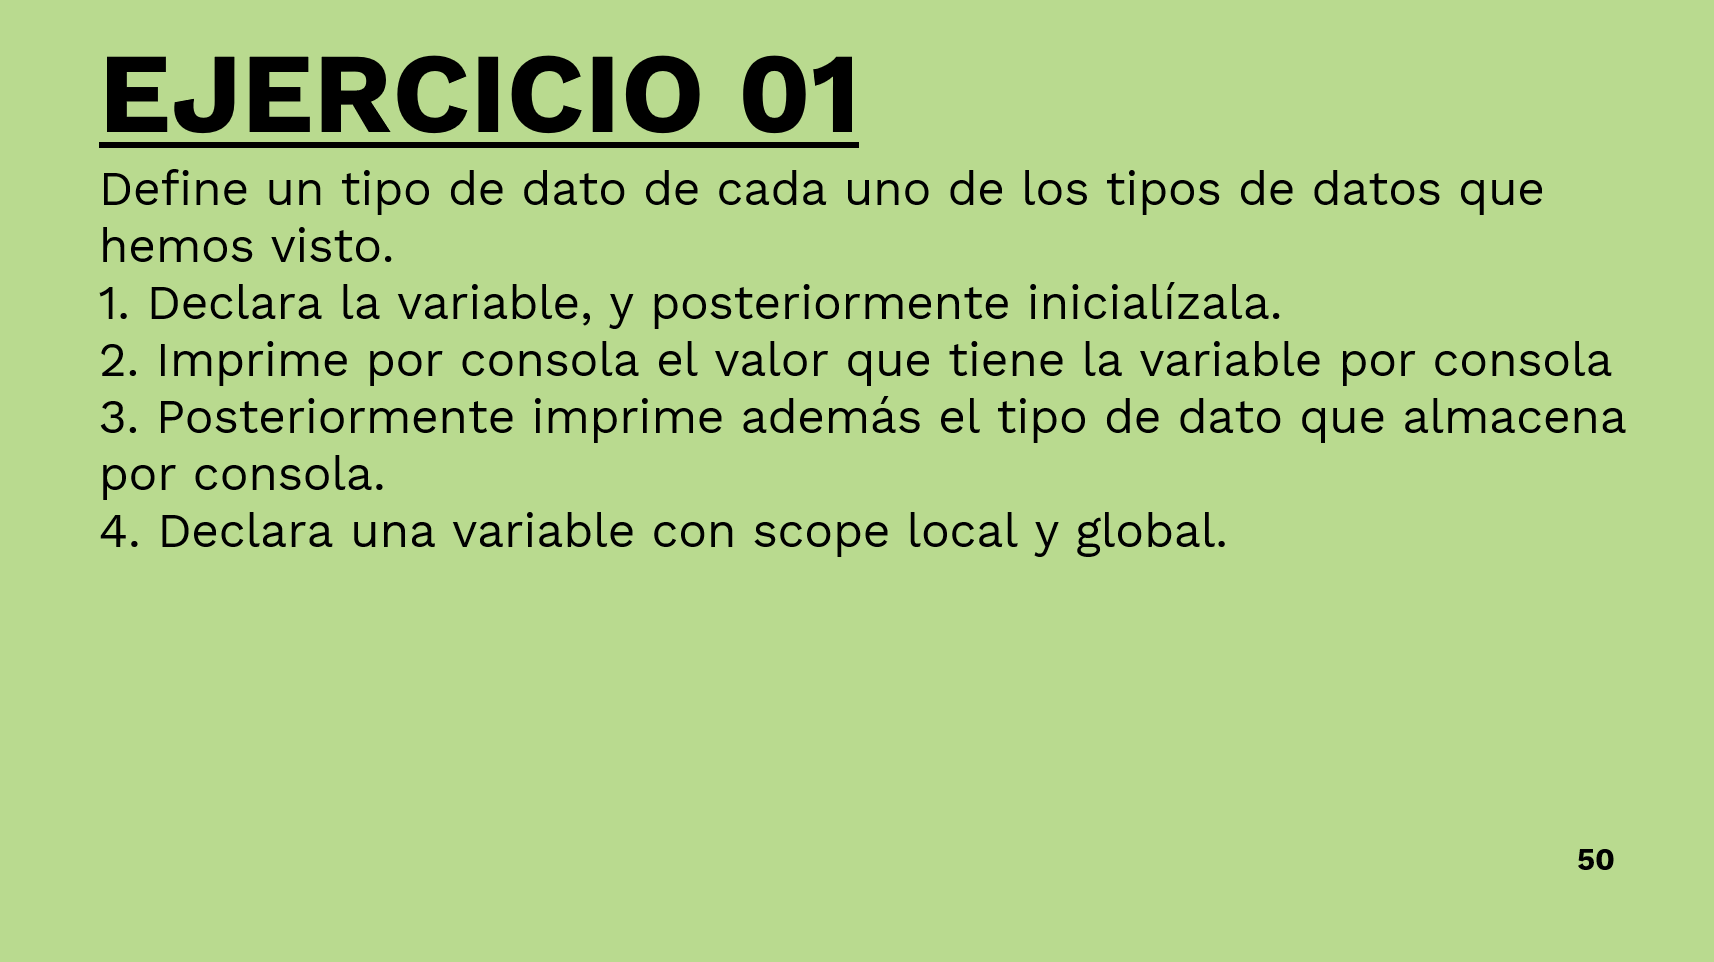 EJERCICIO 01
Define un tipo de dato de cada uno de los tipos de datos que
hemos visto.
1. Declara la variable, y posteriormente inicialízala.
2. Imprime por consola el valor que tiene la variable por consola
3. Posteriormente imprime además el tipo de dato que almacena
por consola.
4. Declara una variable con scope local y global.
50